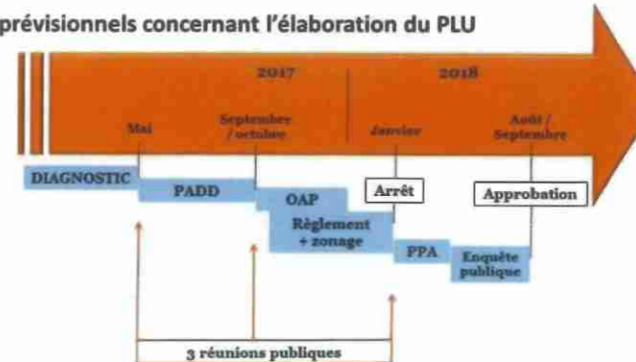 prévisionnels concernant l'élaboration du PLU
2017
2018
Mai
Septembre
/octobre
Janvier
Août/
Septembre
DIAGNOSTIC
PADD
OAP
Arrêt
Approbation
Règlement
+ zonage
PPA
Enquête
publique
3 réunions publiques